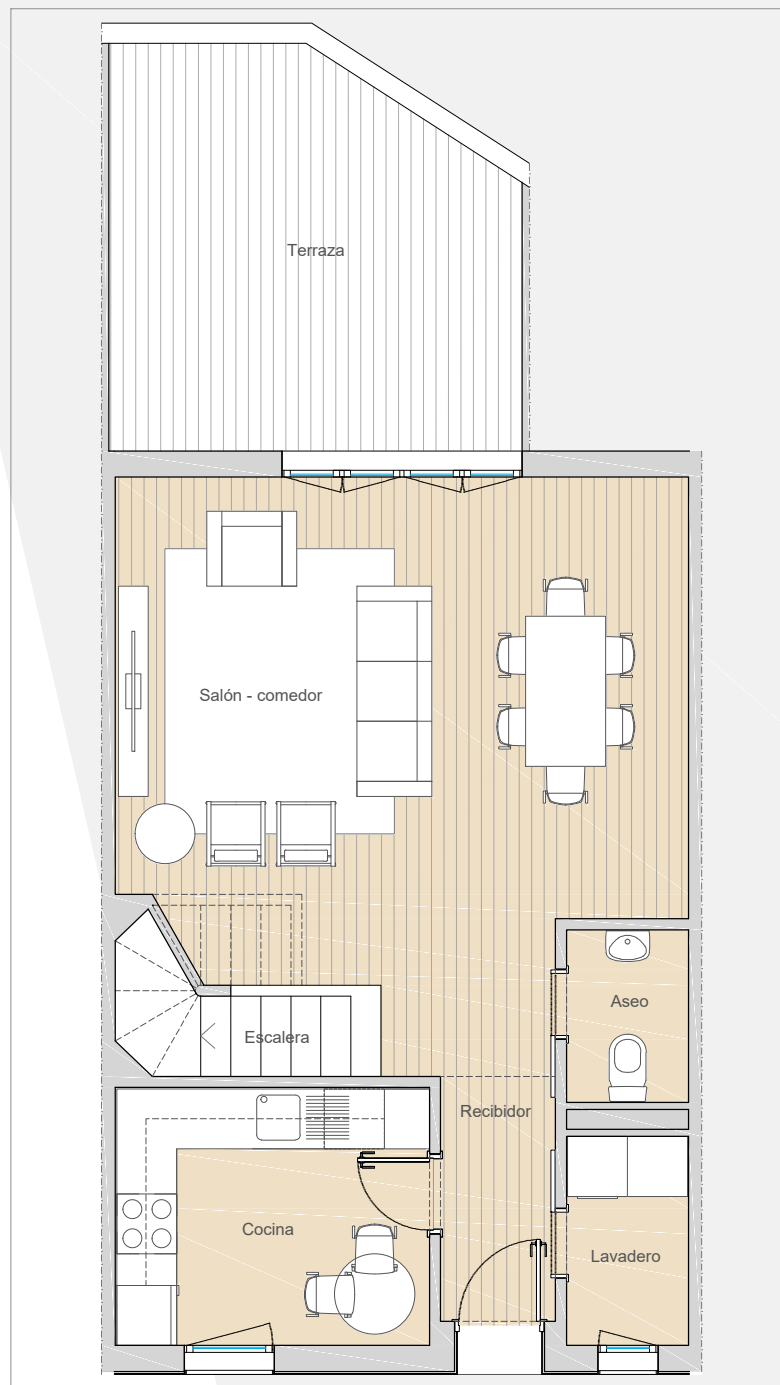 Terraza
Salón - comedor
Aseo
Escalera
Recibidor
Cocina
Lavadero